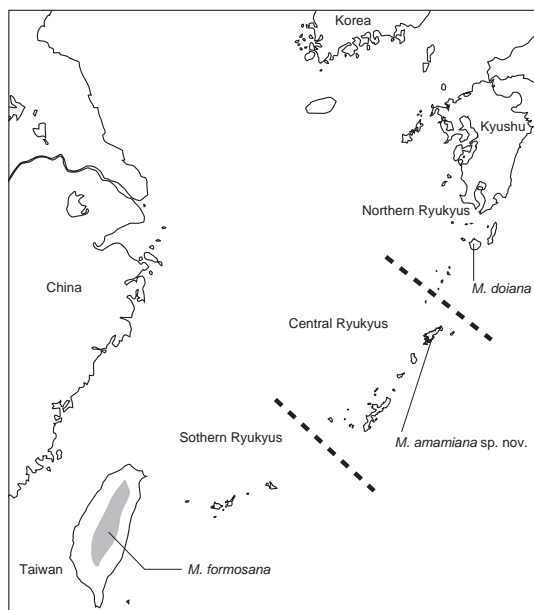 Korea
Kyushu
Northern Ryukyus
M. doiana
China
Central Ryukyus
M. amamiana sp. nov.
Sothern Ryukyus
Taiwan
M. formosana